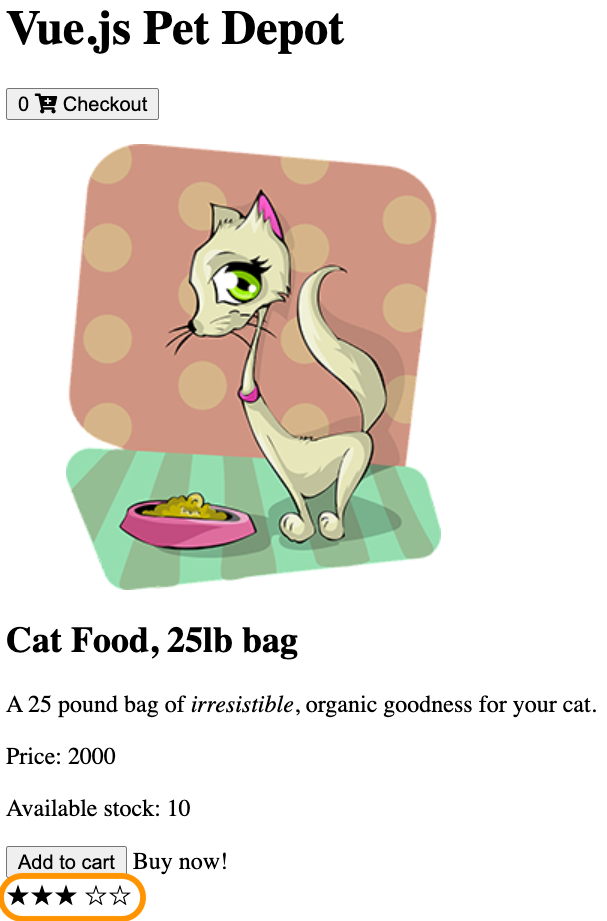 Vue.js Pet Depot
0 Checkout
Cat Food, 25lb bag
A 25 pound bag of irresistible, organic goodness for your cat.
Price: 2000
Available stock: 10
Add to cart Buy now!
★★★ ☆☆